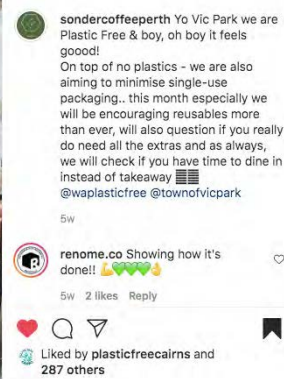 sondercoffeeperth Yo Vic Park we are
Plastic Free & boy, oh boy it feels
goood!
On top of no plastics - we are also
aiming to minimise single-use
packaging.. this month especially we
will be encouraging reusables more
than ever, will also question if you really
do need all the extras and as always,
we will check if you have time to dine in
instead of takeaway
@waplasticfree @townofvicpark
5w
renome.co Showing how it's
done!! 💪💚💚💚👌
5w 2 likes Reply
Liked by plasticfreecairns and
287 others